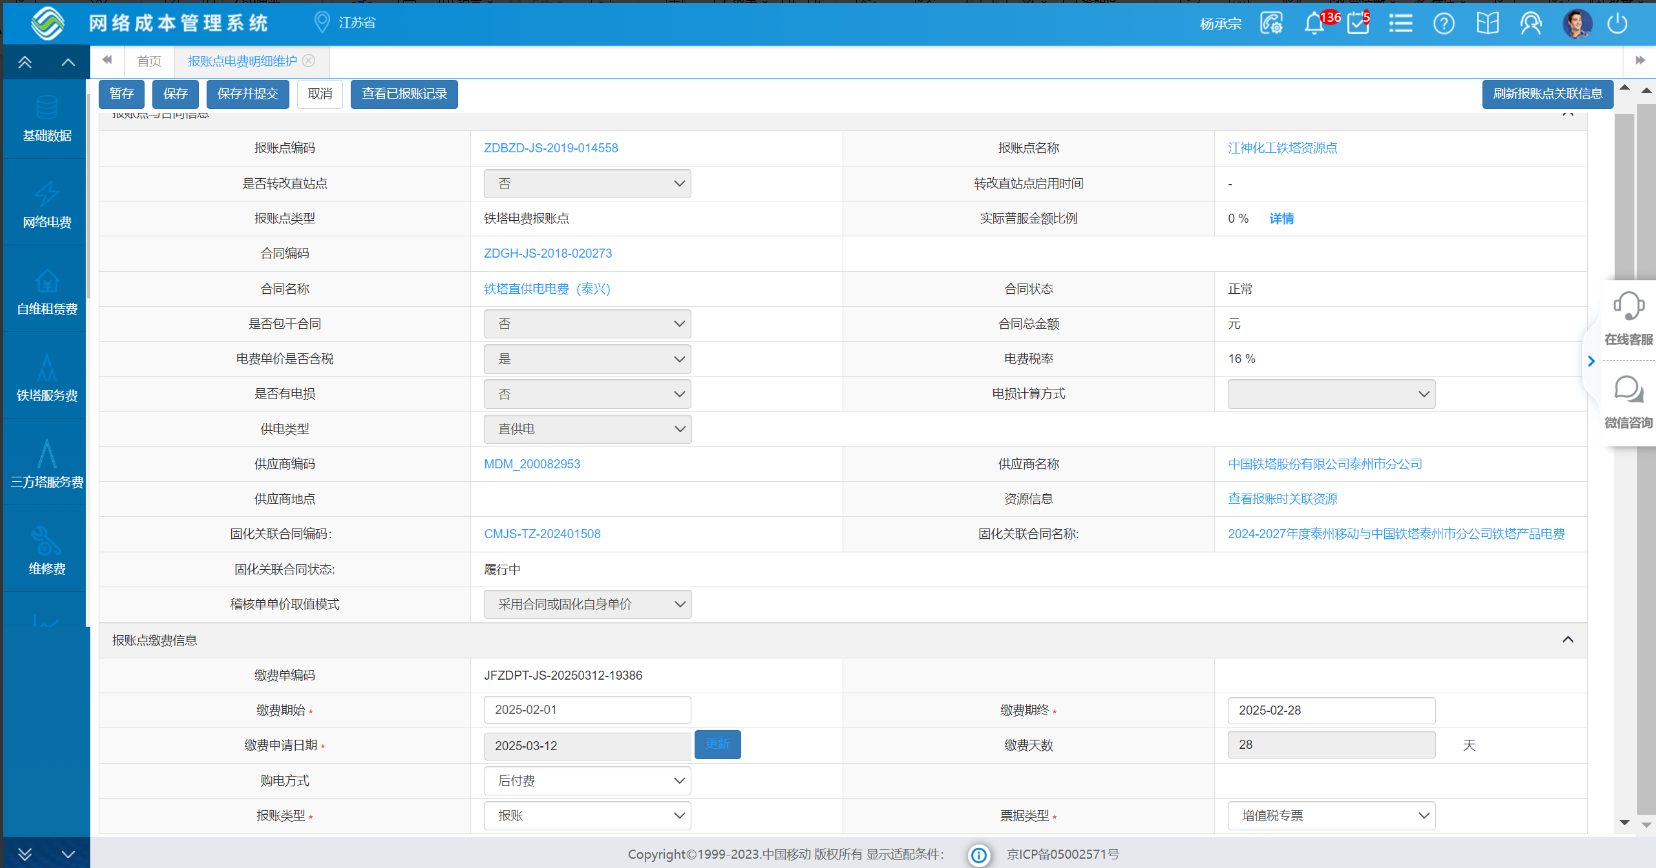 网络成本管理系统
江苏省
杨承宗
136
5
首页
报账点电费明细维护
暂存
保存
保存并提交
取消
查看已报账记录
刷新报账点关联信息
基础数据
网络电费
自维租赁费
铁塔服务费
三方塔服务费
维修费
报账点与合同信息
报账点编码 ZDBZD-JS-2019-014558 报账点名称 江神化工铁塔资源点
是否转改直站点 否 转改直站点启用时间 -
报账点类型 铁塔电费报账点 实际普服金额比例 0 % 详情
合同编码 ZDGH-JS-2018-020273
合同名称 铁塔直供电电费（泰兴） 合同状态 正常
是否包干合同 否 合同总金额 元
电费单价是否含税 是 电费税率 16 %
是否有电损 否 电损计算方式
供电类型 直供电
供应商编码 MDM_200082953 供应商名称 中国铁塔股份有限公司泰州市分公司
供应商地点 资源信息 查看报账时关联资源
固化关联合同编码: CMJS-TZ-202401508 固化关联合同名称: 2024-2027年度泰州移动与中国铁塔泰州市分公司铁塔产品电费
固化关联合同状态: 履行中
稽核单单价取值模式 采用合同或固化自身单价
报账点缴费信息
缴费单编码 JFZDPT-JS-20250312-19386
缴费期始 * 2025-02-01 缴费期终 * 2025-02-28
缴费申请日期 * 2025-03-12 更新 缴费天数 28 天
购电方式 后付费
报账类型 * 报账 票据类型 * 增值税专票
在线客服
微信咨询
Copyright©1999-2023.中国移动 版权所有 显示适配条件: 京ICP备05002571号